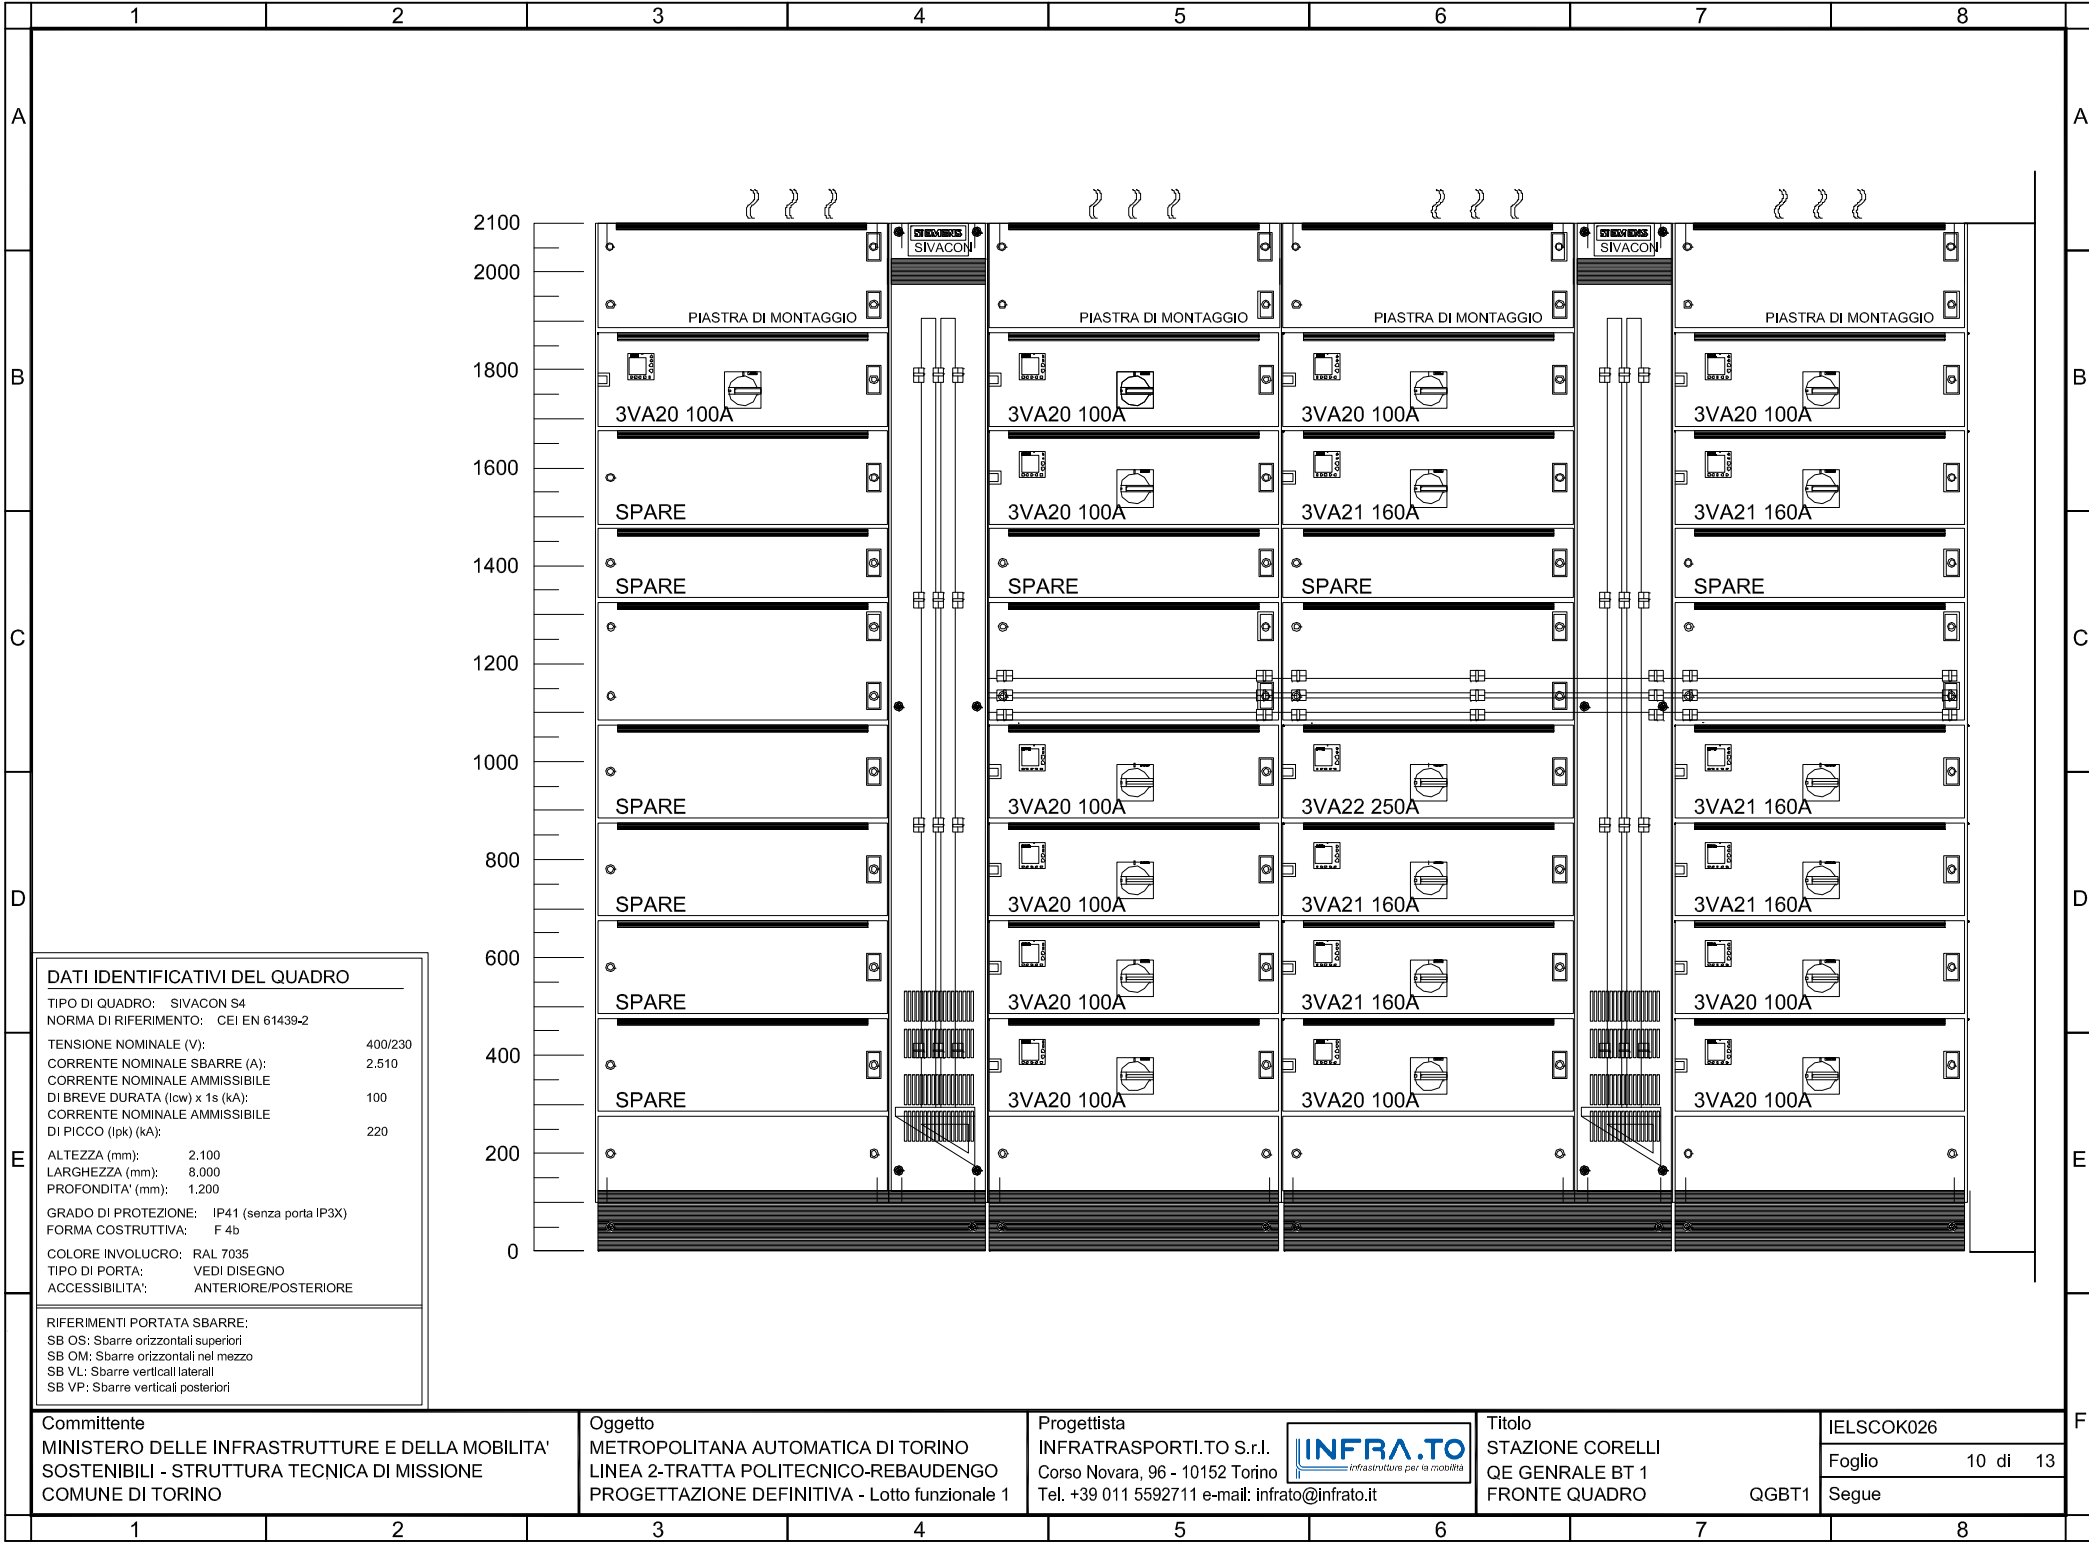 1 2 3 4 5 6 7 8
A A
B B
C C
D D
E E
F
2100
2000
1800
1600
1400
1200
1000
800
600
400
200
0
SIEMENS
SIVACON
SIEMENS
SIVACON
PIASTRA DI MONTAGGIO PIASTRA DI MONTAGGIO PIASTRA DI MONTAGGIO PIASTRA DI MONTAGGIO
3VA20 100A 3VA20 100A 3VA20 100A 3VA20 100A
SPARE 3VA20 100A 3VA21 160A 3VA21 160A
SPARE SPARE SPARE SPARE
SPARE 3VA20 100A 3VA22 250A 3VA21 160A
SPARE 3VA20 100A 3VA21 160A 3VA21 160A
SPARE 3VA20 100A 3VA21 160A 3VA20 100A
SPARE 3VA20 100A 3VA20 100A 3VA20 100A
DATI IDENTIFICATIVI DEL QUADRO
TIPO DI QUADRO: SIVACON S4
NORMA DI RIFERIMENTO: CEI EN 61439-2
TENSIONE NOMINALE (V): 400/230
CORRENTE NOMINALE SBARRE (A): 2.510
CORRENTE NOMINALE AMMISSIBILE
DI BREVE DURATA (Icw) x 1s (kA): 100
CORRENTE NOMINALE AMMISSIBILE
DI PICCO (Ipk) (kA): 220
ALTEZZA (mm): 2.100
LARGHEZZA (mm): 8.000
PROFONDITA' (mm): 1.200
GRADO DI PROTEZIONE: IP41 (senza porta IP3X)
FORMA COSTRUTTIVA: F 4b
COLORE INVOLUCRO: RAL 7035
TIPO DI PORTA: VEDI DISEGNO
ACCESSIBILITA': ANTERIORE/POSTERIORE
RIFERIMENTI PORTATA SBARRE:
SB OS: Sbarre orizzontali superiori
SB OM: Sbarre orizzontali nel mezzo
SB VL: Sbarre verticali laterali
SB VP: Sbarre verticali posteriori
Committente
MINISTERO DELLE INFRASTRUTTURE E DELLA MOBILITA'
SOSTENIBILI - STRUTTURA TECNICA DI MISSIONE
COMUNE DI TORINO
Oggetto
METROPOLITANA AUTOMATICA DI TORINO
LINEA 2-TRATTA POLITECNICO-REBAUDENGO
PROGETTAZIONE DEFINITIVA - Lotto funzionale 1
Progettista
INFRATRASPORTI.TO S.r.l.
Corso Novara, 96 - 10152 Torino
Tel. +39 011 5592711 e-mail: infrato@infrato.it
INFRA.TO
infrastrutture per la mobilità
Titolo
STAZIONE CORELLI
QE GENRALE BT 1
FRONTE QUADRO QGBT1
IELSCOK026
Foglio 10 di 13
Segue
1 2 3 4 5 6 7 8